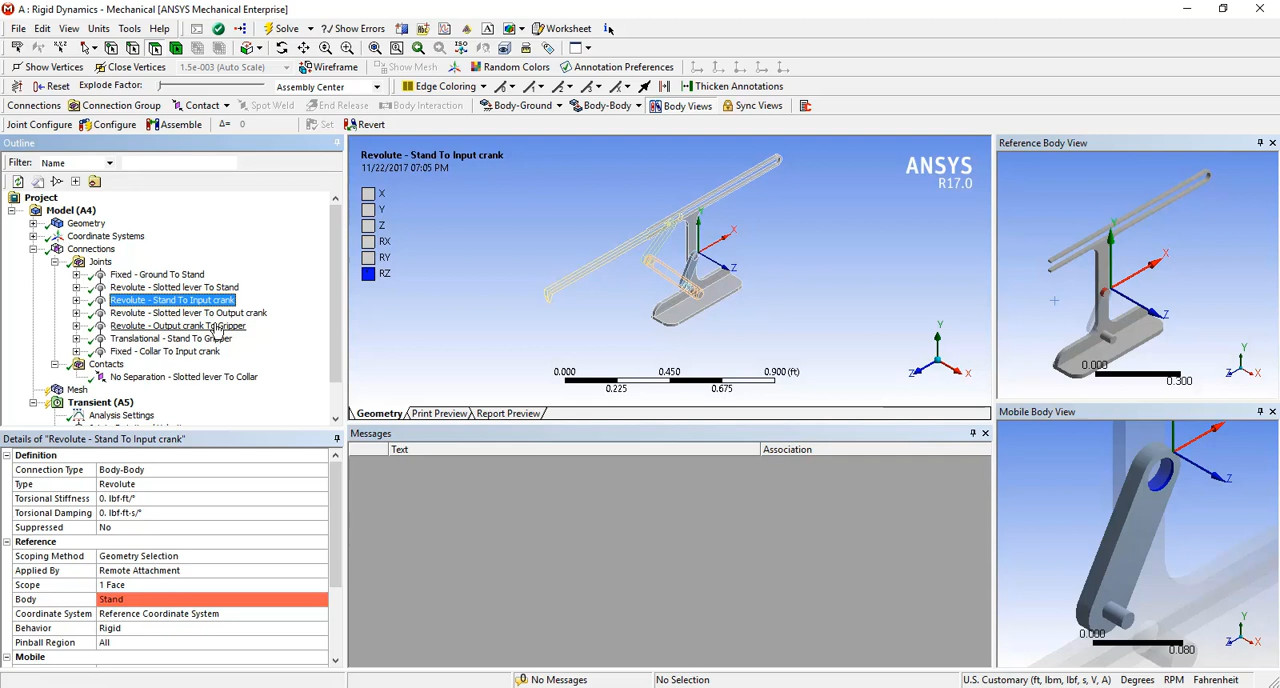 A : Rigid Dynamics - Mechanical [ANSYS Mechanical Enterprise]
File Edit View Units Tools Help Solve ?/ Show Errors Worksheet
Show Vertices Close Vertices 1.5e-003 (Auto Scale) Wireframe Show Mesh Random Colors Annotation Preferences
Reset Explode Factor: Assembly Center Edge Coloring Thicken Annotations
Connections Connection Group Contact Spot Weld End Release Body Interaction Body-Ground Body-Body Body Views Sync Views
Joint Configure Configure Assemble Δ= 0 Set Revert
Outline
Filter: Name
Project
Model (A4)
Geometry
Coordinate Systems
Connections
Joints
Fixed - Ground To Stand
Revolute - Slotted lever To Stand
Revolute - Stand To Input crank
Revolute - Slotted lever To Output crank
Revolute - Output crank To Gripper
Translational - Stand To Gripper
Fixed - Collar To Input crank
Contacts
No Separation - Slotted lever To Collar
Mesh
Transient (A5)
Analysis Settings
Details of "Revolute - Stand To Input crank"
Definition
Connection Type Body-Body
Type Revolute
Torsional Stiffness 0. lbf·ft/°
Torsional Damping 0. lbf·ft·s/°
Suppressed No
Reference
Scoping Method Geometry Selection
Applied By Remote Attachment
Scope 1 Face
Body Stand
Coordinate System Reference Coordinate System
Behavior Rigid
Pinball Region All
Mobile
Revolute - Stand To Input crank
11/22/2017 07:05 PM
X
Y
Z
RX
RY
RZ
ANSYS
R17.0
Y
X
Z
0.000 0.450 0.900 (ft)
0.225 0.675
Y
Z X
Geometry Print Preview Report Preview
Messages
Text Association
Reference Body View
Y
X
Z
0.000
0.300
Y
Z X
Mobile Body View
X
Z
0.000
0.080
Y
Z X
No Messages No Selection U.S. Customary (ft, lbm, lbf, s, V, A) Degrees RPM Fahrenheit